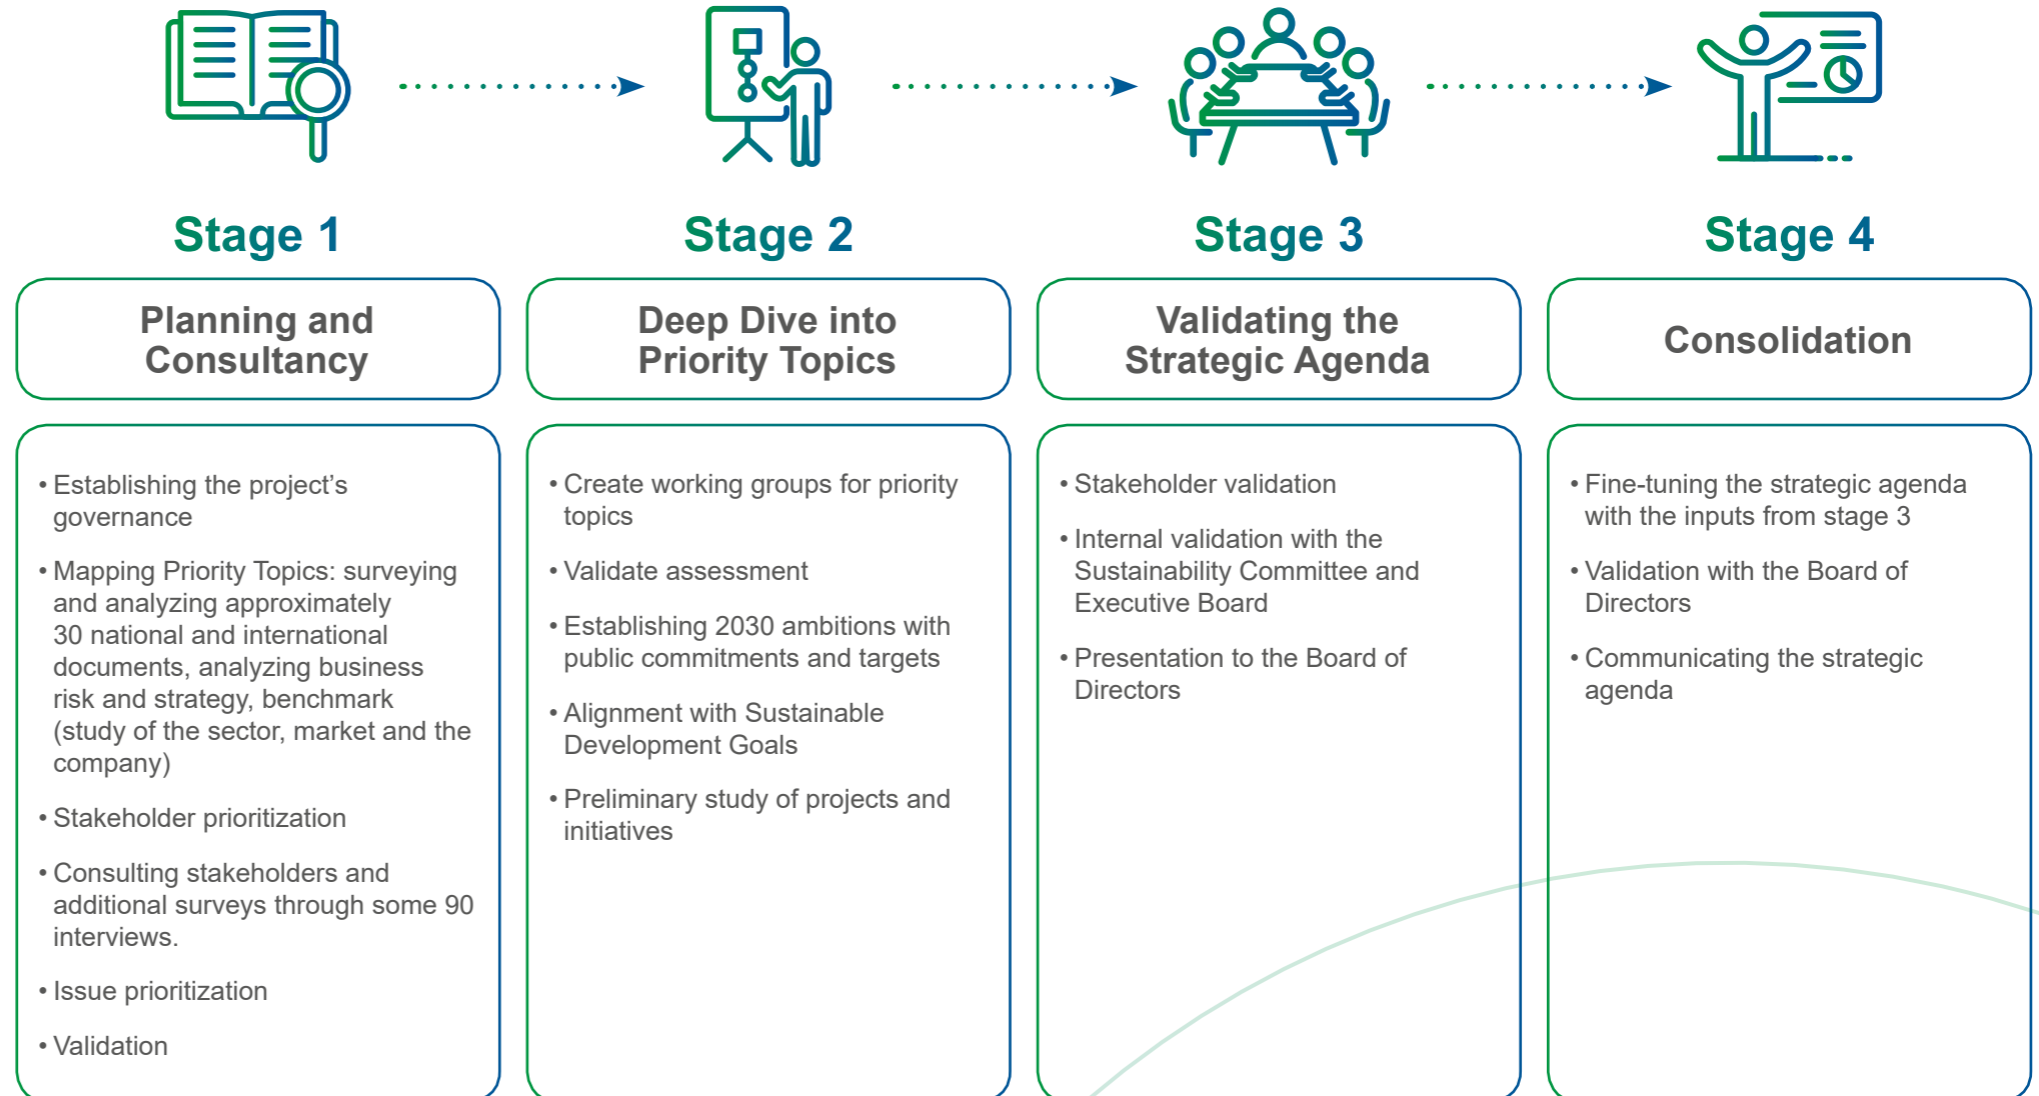 Stage 1
Planning and
Consultancy
• Establishing the project’s
governance
• Mapping Priority Topics: surveying
and analyzing approximately
30 national and international
documents, analyzing business
risk and strategy, benchmark
(study of the sector, market and the
company)
• Stakeholder prioritization
• Consulting stakeholders and
additional surveys through some 90
interviews.
• Issue prioritization
• Validation
Stage 2
Deep Dive into
Priority Topics
• Create working groups for priority
topics
• Validate assessment
• Establishing 2030 ambitions with
public commitments and targets
• Alignment with Sustainable
Development Goals
• Preliminary study of projects and
initiatives
Stage 3
Validating the
Strategic Agenda
• Stakeholder validation
• Internal validation with the
Sustainability Committee and
Executive Board
• Presentation to the Board of
Directors
Stage 4
Consolidation
• Fine-tuning the strategic agenda
with the inputs from stage 3
• Validation with the Board of
Directors
• Communicating the strategic
agenda